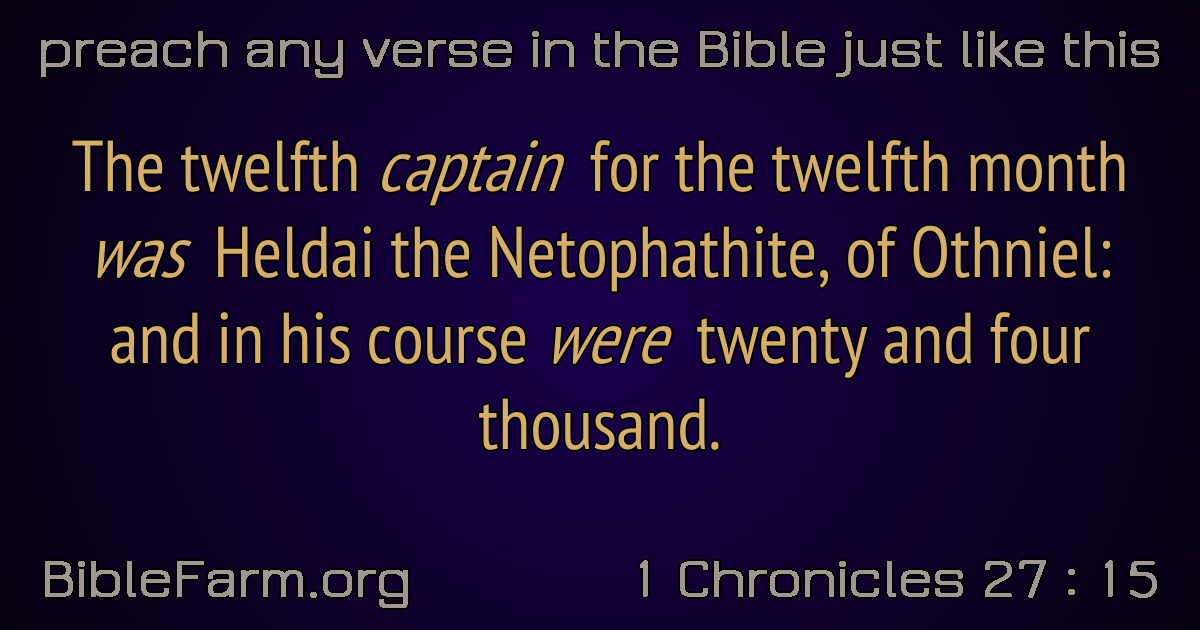 preach any verse in the Bible just like this
The twelfth captain for the twelfth month
was Heldai the Netophathite, of Othniel:
and in his course were twenty and four
thousand.
BibleFarm.org
1 Chronicles 27 : 15